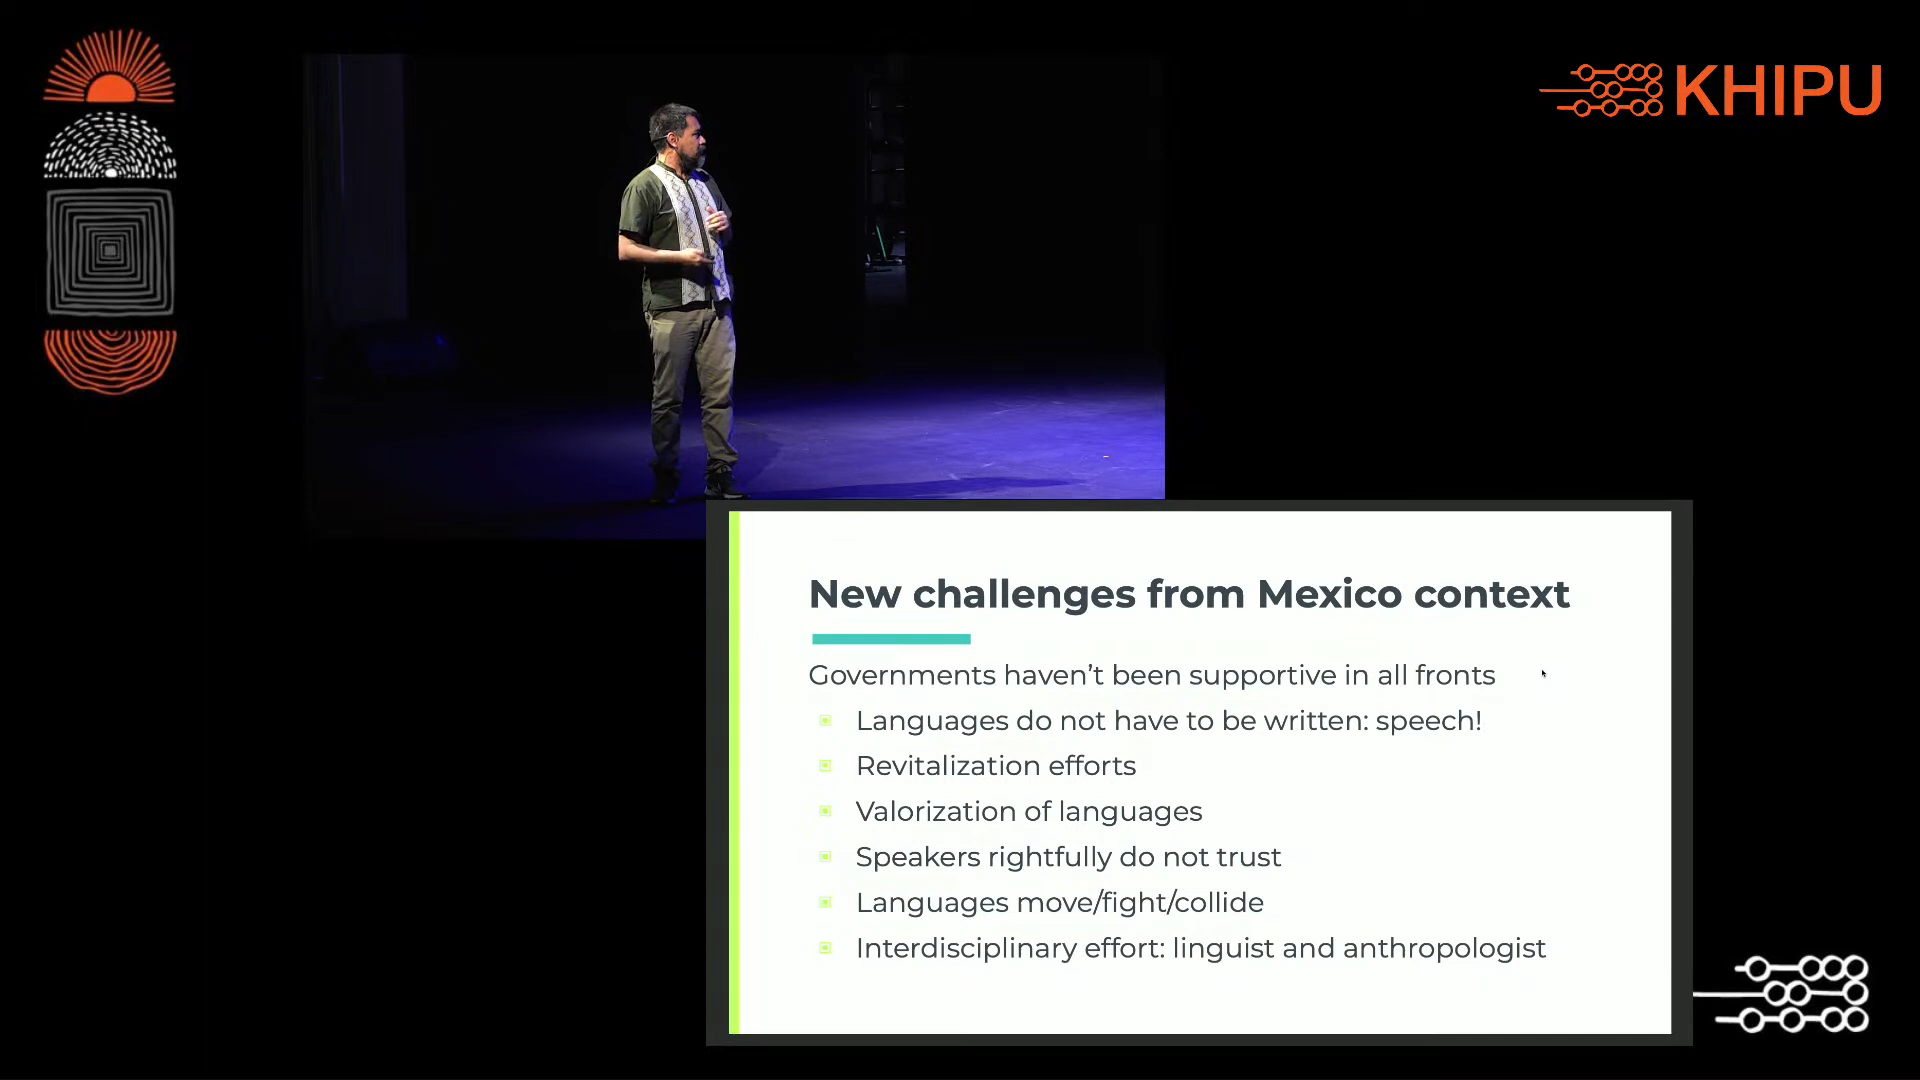 KHIPU
New challenges from Mexico context
Governments haven't been supportive in all fronts
Languages do not have to be written: speech!
Revitalization efforts
Valorization of languages
Speakers rightfully do not trust
Languages move/fight/collide
Interdisciplinary effort: linguist and anthropologist